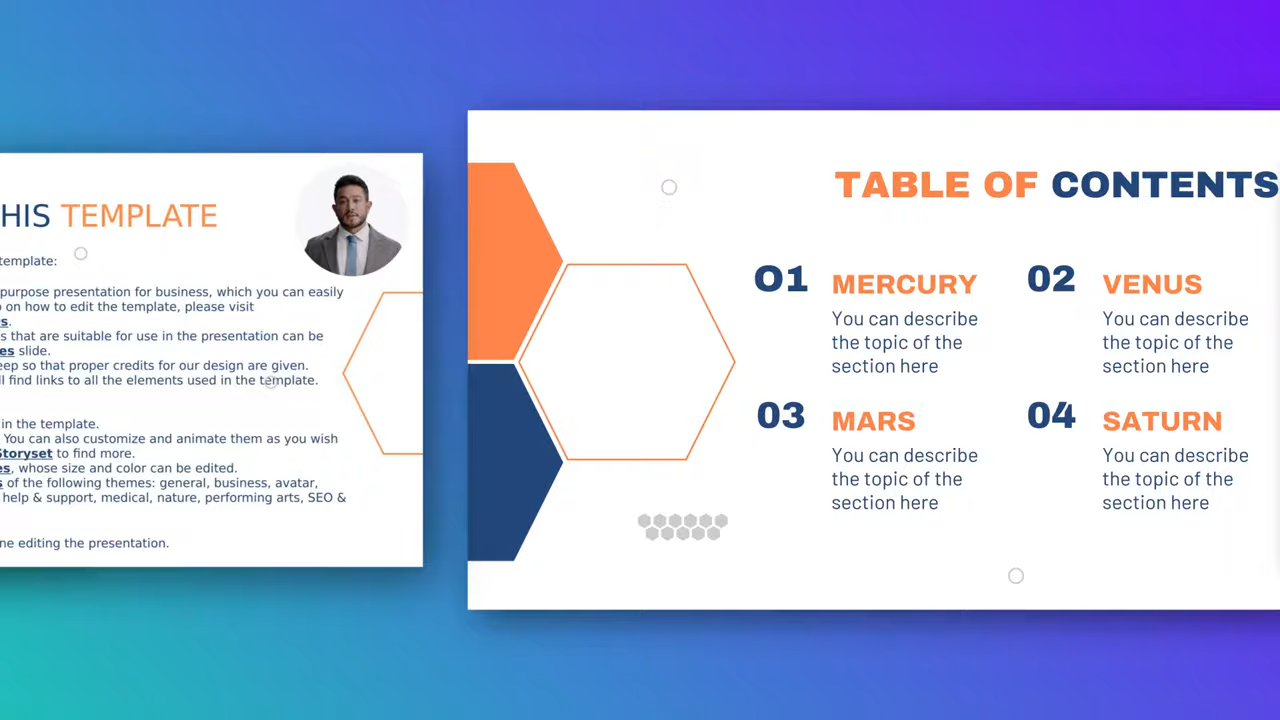 HIS TEMPLATE
template:
purpose presentation for business, which you can easily
on how to edit the template, please visit
s.
s that are suitable for use in the presentation can be
es slide.
eep so that proper credits for our design are given.
ll find links to all the elements used in the template.
in the template.
You can also customize and animate them as you wish
Storyset to find more.
es, whose size and color can be edited.
s of the following themes: general, business, avatar,
help & support, medical, nature, performing arts, SEO &
ne editing the presentation.
TABLE OF CONTENTS
01 MERCURY
You can describe
the topic of the
section here
02 VENUS
You can describe
the topic of the
section here
03 MARS
You can describe
the topic of the
section here
04 SATURN
You can describe
the topic of the
section here